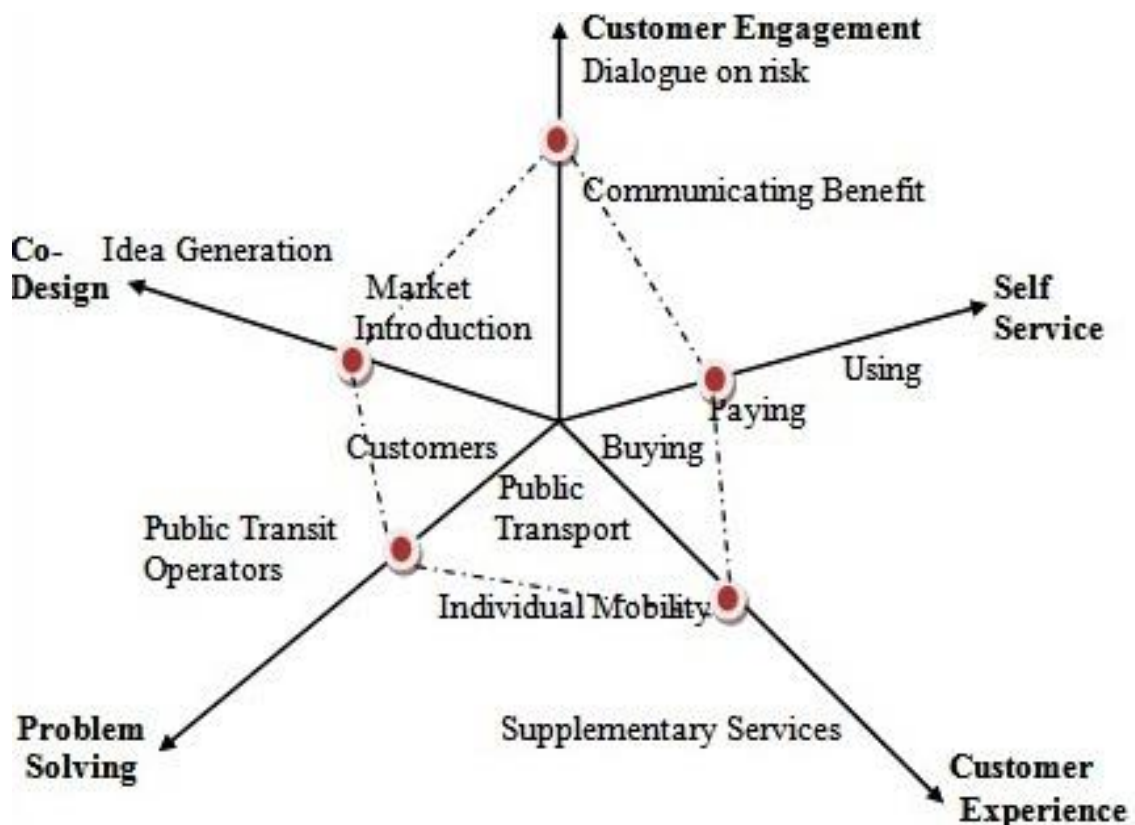 Customer Engagement
Dialogue on risk
Communicating Benefit
Co-
Design
Idea Generation
Market
Introduction
Self
Service
Using
Paying
Buying
Customers
Public
Transport
Public Transit
Operators
Individual Mobility
Problem
Solving
Supplementary Services
Customer
Experience